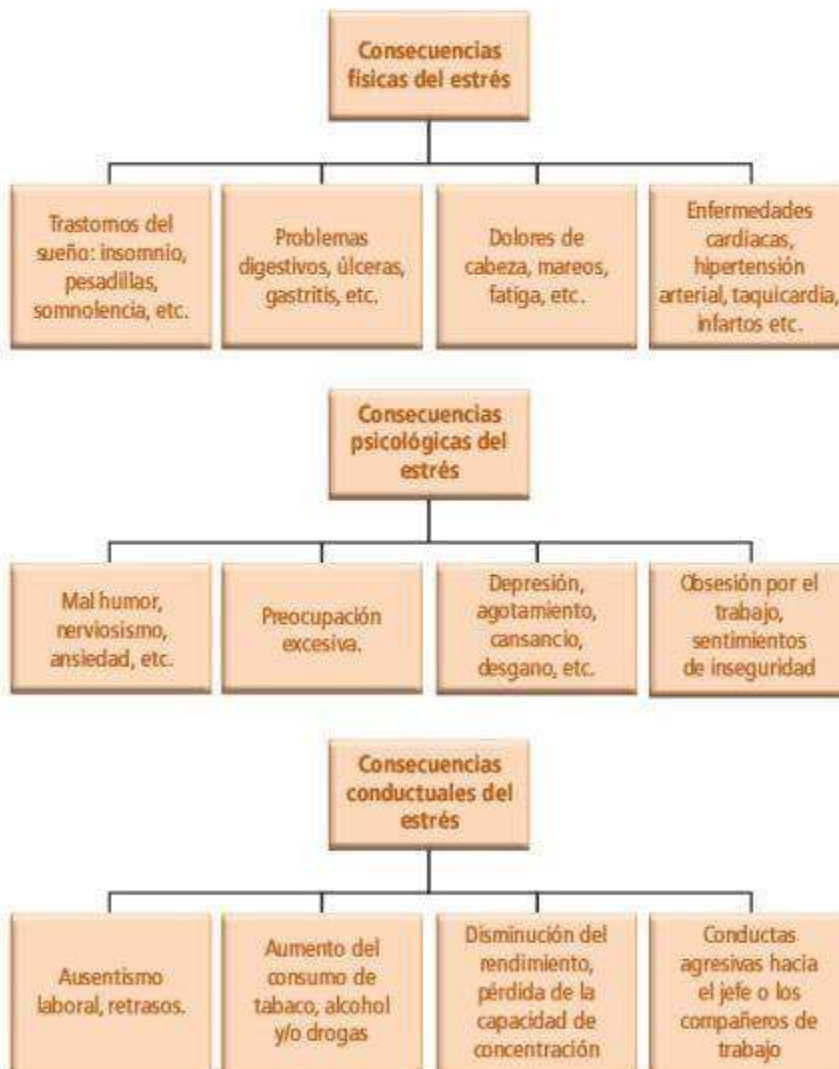 Consecuencias
físicas del estrés
Trastornos del
sueño: insomnio,
pesadillas,
somnolencia, etc.
Problemas
digestivos, úlceras,
gastritis, etc.
Dolores de
cabeza, mareos,
fatiga, etc.
Enfermedades
cardiacas,
hipertensión
arterial, taquicardia,
infartos etc.
Consecuencias
psicológicas del
estrés
Mal humor,
nerviosismo,
ansiedad, etc.
Preocupación
excesiva.
Depresión,
agotamiento,
cansancio,
desgano, etc.
Obsesión por el
trabajo,
sentimientos
de inseguridad
Consecuencias
conductuales del
estrés
Ausentismo
laboral, retrasos.
Aumento del
consumo de
tabaco, alcohol
y/o drogas
Disminución del
rendimiento,
pérdida de la
capacidad de
concentración
Conductas
agresivas hacia
el jefe o los
compañeros de
trabajo